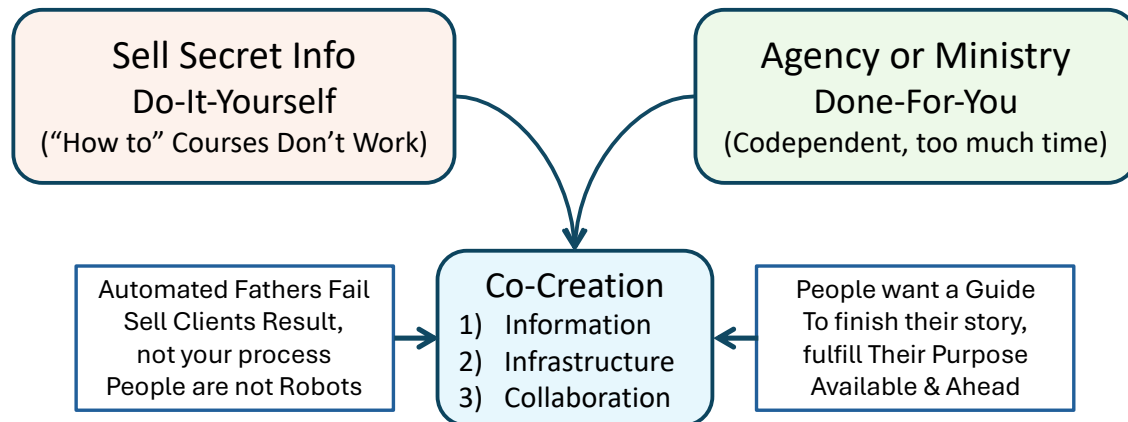 Sell Secret Info
Do-It-Yourself
(“How to” Courses Don’t Work)
Agency or Ministry
Done-For-You
(Codependent, too much time)
Automated Fathers Fail
Sell Clients Result,
not your process
People are not Robots
Co-Creation
1) Information
2) Infrastructure
3) Collaboration
People want a Guide
To finish their story,
fulfill Their Purpose
Available & Ahead